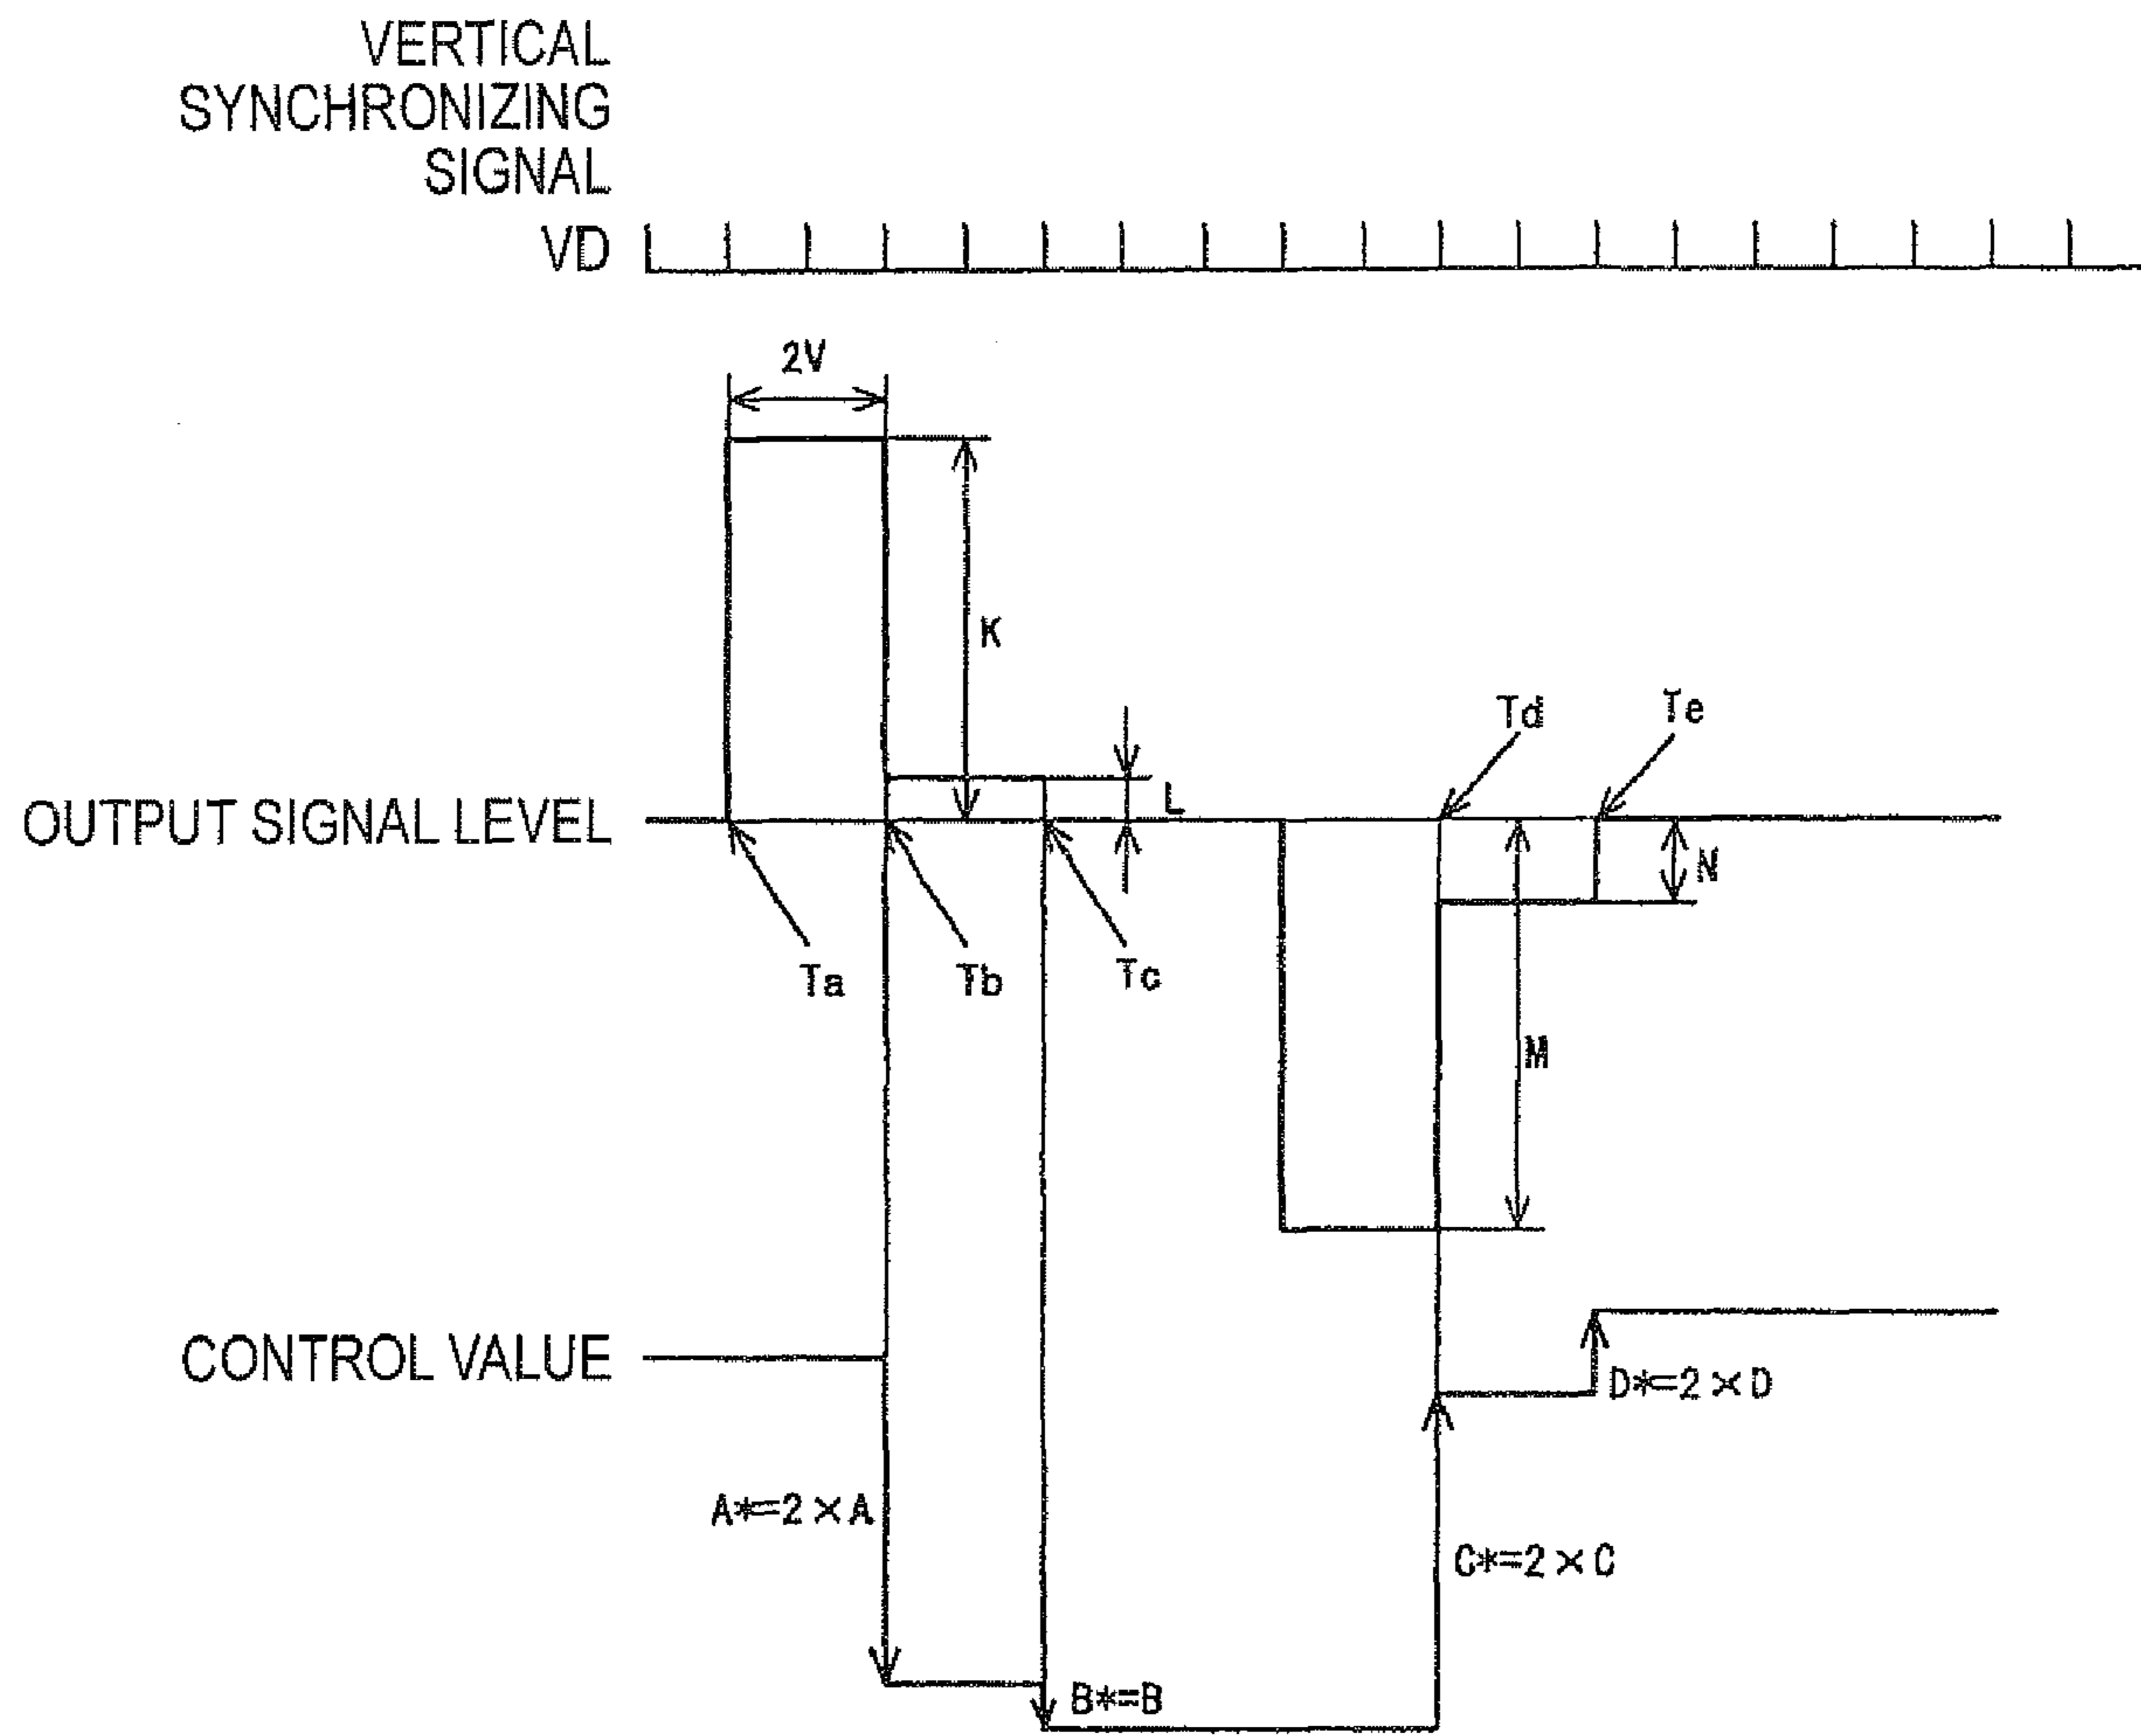 VERTICAL
SYNCHRONIZING
SIGNAL
VD
2V
K
Td
Te
OUTPUT SIGNAL LEVEL
L
N
Ta
Tb
Tc
M
CONTROL VALUE
D*=2×D
A*=2×A
C*=2×C
B*=B